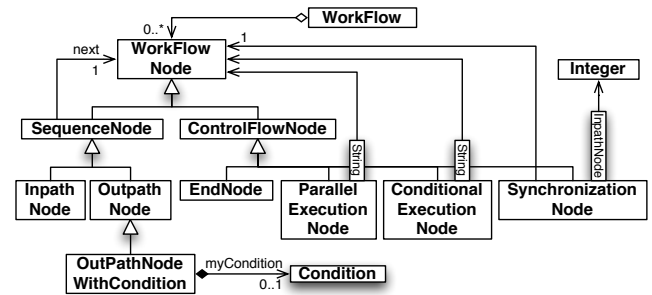 WorkFlow
0..*
WorkFlow
Node
1
next
1
Integer
SequenceNode
ControlFlowNode
String
String
InpathNode
Inpath
Node
Outpath
Node
EndNode
Parallel
Execution
Node
Conditional
Execution
Node
Synchronization
Node
OutPathNode
WithCondition
myCondition
0..1
Condition